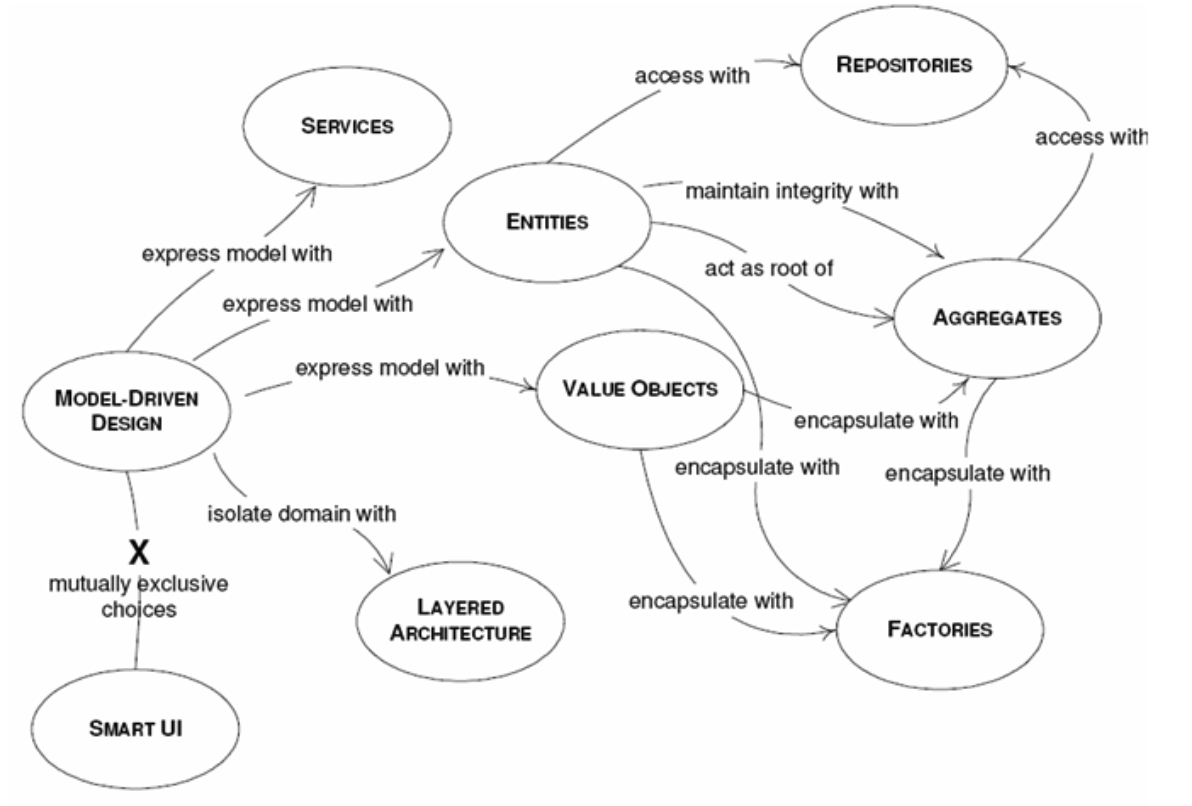 REPOSITORIES
access with
SERVICES
access with
maintain integrity with
ENTITIES
express model with
act as root of
express model with
AGGREGATES
express model with
VALUE OBJECTS
MODEL-DRIVEN
DESIGN
encapsulate with
encapsulate with
encapsulate with
isolate domain with
X
mutually exclusive
choices
encapsulate with
LAYERED
ARCHITECTURE
FACTORIES
SMART UI